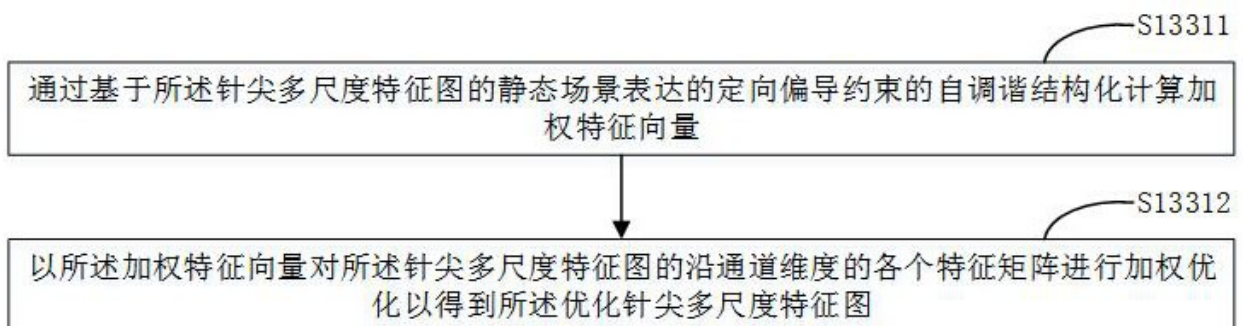 S13311
通过基于所述针尖多尺度特征图的静态场景表达的定向偏导约束的自调谐结构化计算加
权特征向量
S13312
以所述加权特征向量对所述针尖多尺度特征图的沿通道维度的各个特征矩阵进行加权优
化以得到所述优化针尖多尺度特征图